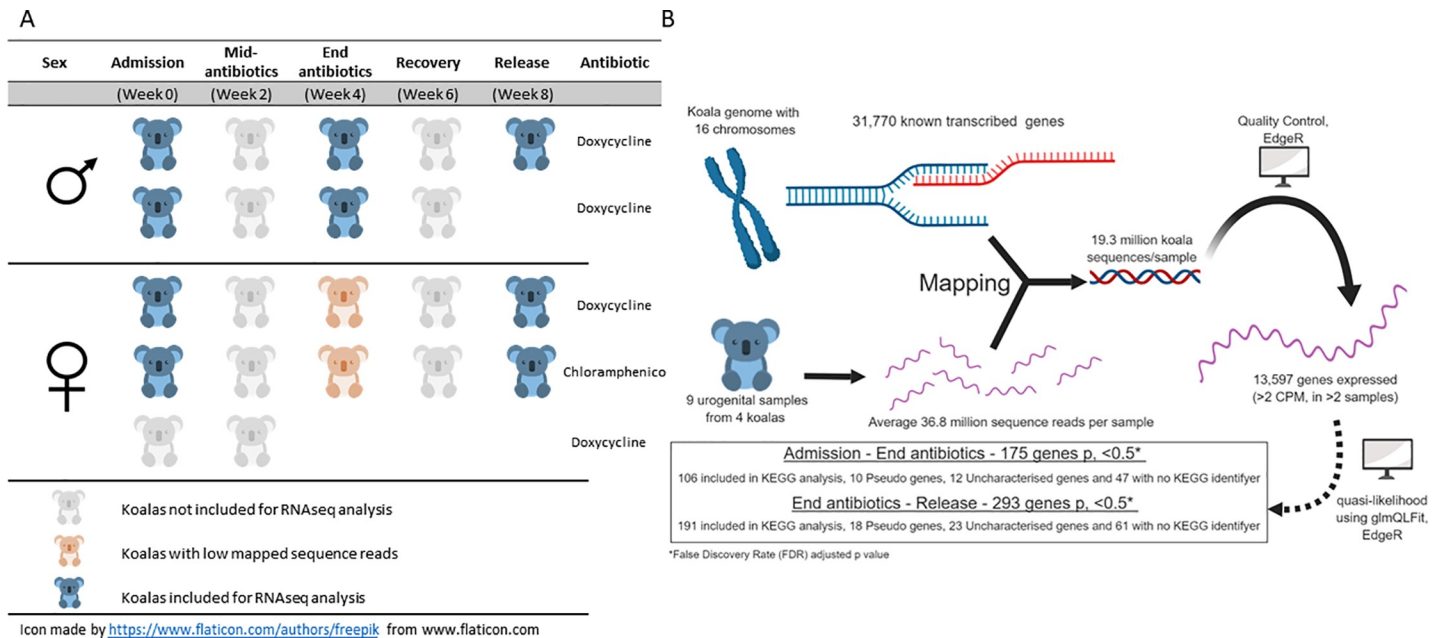 A
Sex Admission Mid-antibiotics End antibiotics Recovery Release Antibiotic
(Week 0) (Week 2) (Week 4) (Week 6) (Week 8)
Doxycycline
Doxycycline
Doxycycline
Chloramphenico
Doxycycline
Koalas not included for RNAseq analysis
Koalas with low mapped sequence reads
Koalas included for RNAseq analysis
Icon made by https://www.flaticon.com/authors/freepik from www.flaticon.com
B
Koala genome with
16 chromosomes
31,770 known transcribed genes
Quality Control,
EdgeR
19.3 million koala
sequences/sample
Mapping
9 urogenital samples
from 4 koalas
Average 36.8 million sequence reads per sample
13,597 genes expressed
(>2 CPM, in >2 samples)
quasi-likelihood
using glmQLFit,
EdgeR
Admission - End antibiotics - 175 genes p, <0.5*
106 included in KEGG analysis, 10 Pseudo genes, 12 Uncharacterised genes and 47 with no KEGG identifyer
End antibiotics - Release - 293 genes p, <0.5*
191 included in KEGG analysis, 18 Pseudo genes, 23 Uncharacterised genes and 61 with no KEGG identifyer
*False Discovery Rate (FDR) adjusted p value